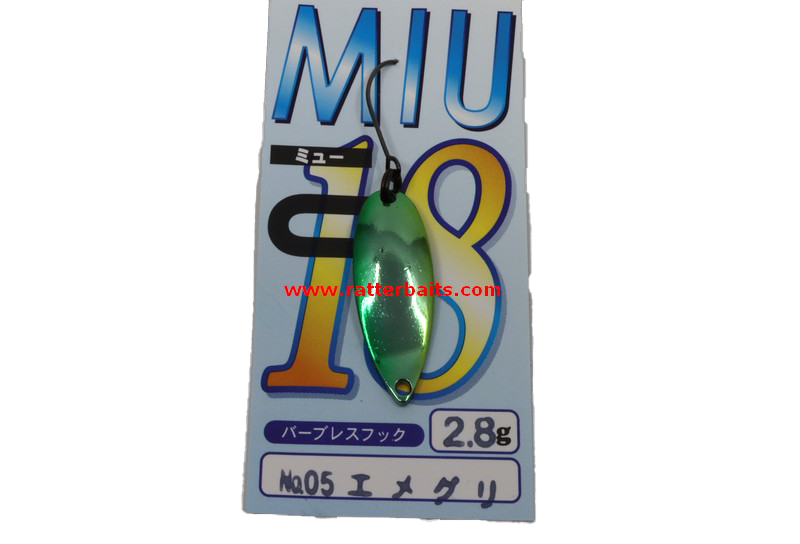 MIU
ミュー
18
www.ratterbaits.com
バーブレスフック
2.8g
No.05 エメグリ